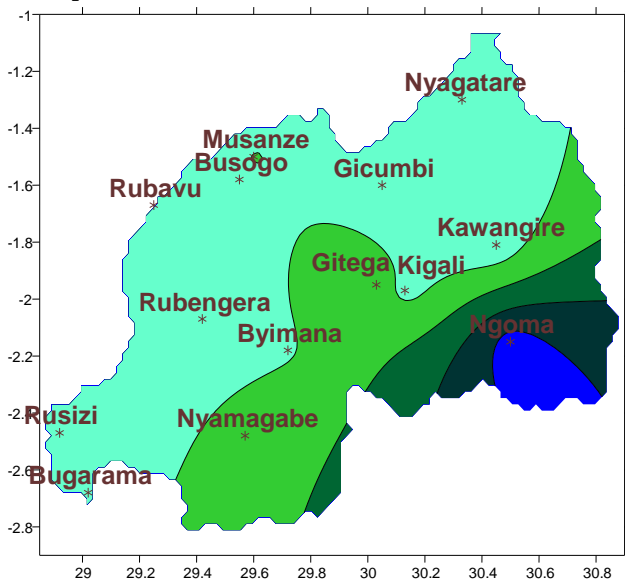 -1
-1.2
Nyagatare
-1.4
Musanze
Busogo
Gicumbi
-1.6
Rubavu
Kawangire
-1.8
Gitega
Kigali
-2
Rubengera
Ngoma
Byimana
-2.2
-2.4
Rusizi
Nyamagabe
-2.6
Bugarama
-2.8
29 29.2 29.4 29.6 29.8 30 30.2 30.4 30.6 30.8